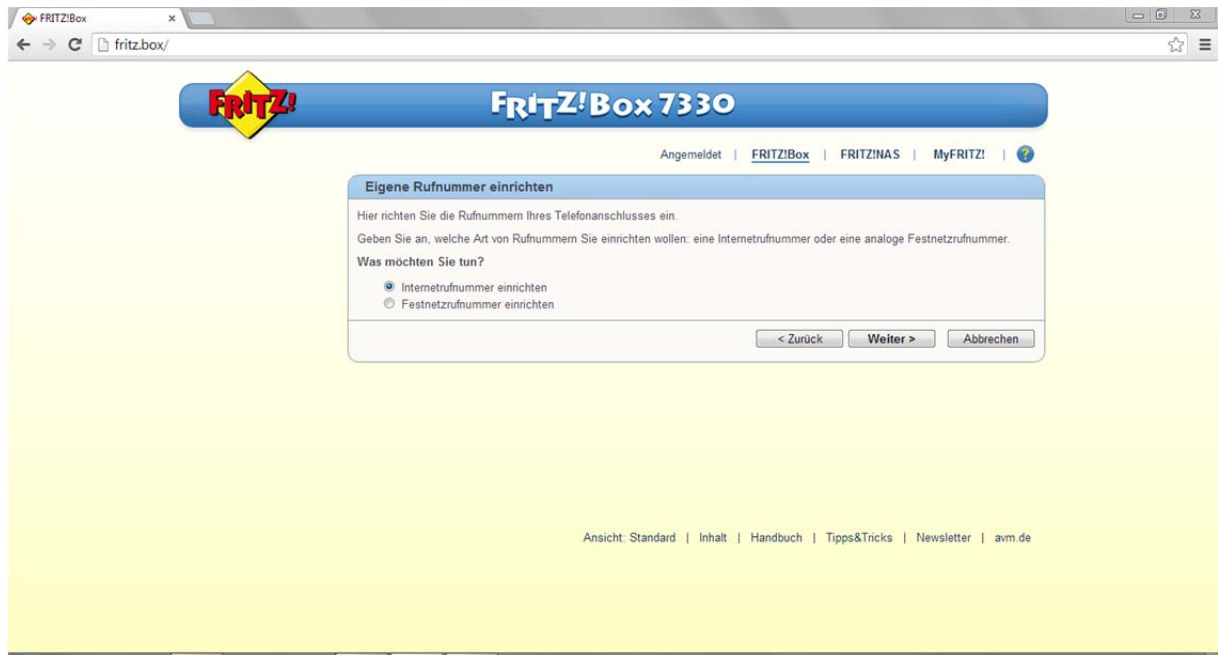 FRITZ!Box
fritz.box/
FRITZ!
FRITZ!Box 7330
Angemeldet | FRITZ!Box | FRITZ!NAS | MyFRITZ! | ?
Eigene Rufnummer einrichten
Hier richten Sie die Rufnummern Ihres Telefonanschlusses ein.
Geben Sie an, welche Art von Rufnummern Sie einrichten wollen: eine Internetrufnummer oder eine analoge Festnetzrufnummer.
Was möchten Sie tun?
Internetrufnummer einrichten
Festnetzrufnummer einrichten
< Zurück Weiter > Abbrechen
Ansicht: Standard | Inhalt | Handbuch | Tipps&Tricks | Newsletter | avm.de